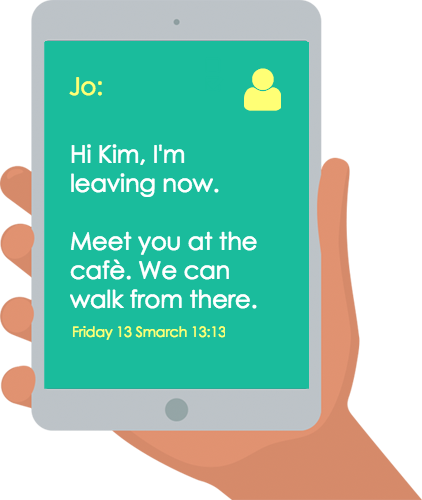 Jo:
Hi Kim, I'm
leaving now.
Meet you at the
cafè. We can
walk from there.
Friday 13 Smarch 13:13